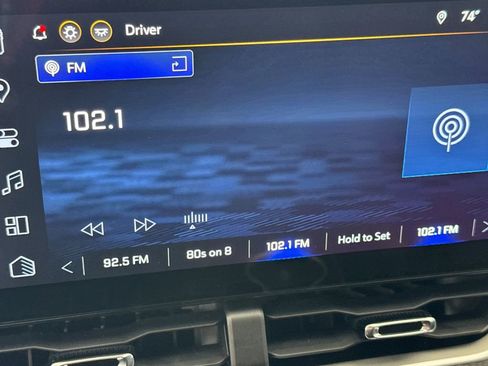 Driver
74°
FM
102.1
92.5 FM
80s on 8
102.1 FM
Hold to Set
102.1 FM